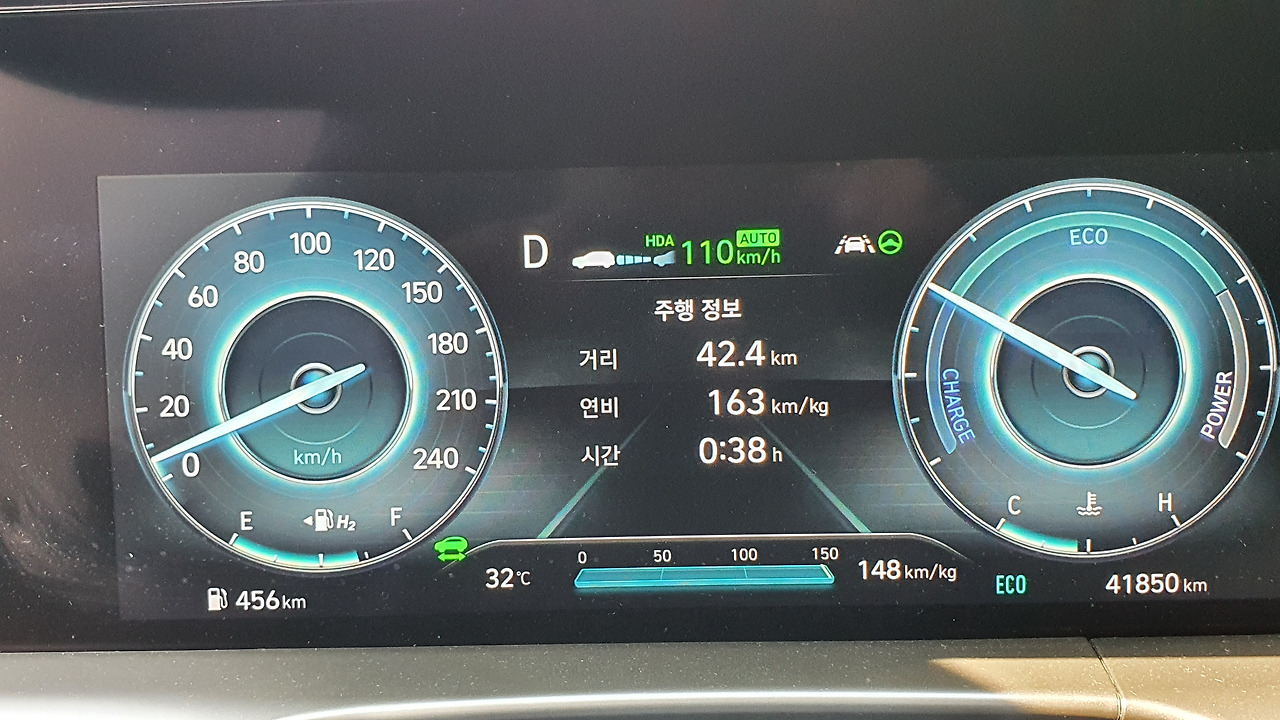 0
20
40
60
80
100
120
150
180
210
240
km/h
E
H₂
F
456 km
D
HDA
110
AUTO
km/h
주행 정보
거리 42.4 km
연비 163 km/kg
시간 0:38 h
32℃
0 50 100 150
148 km/kg
ECO
CHARGE
POWER
C
H
ECO
41850 km